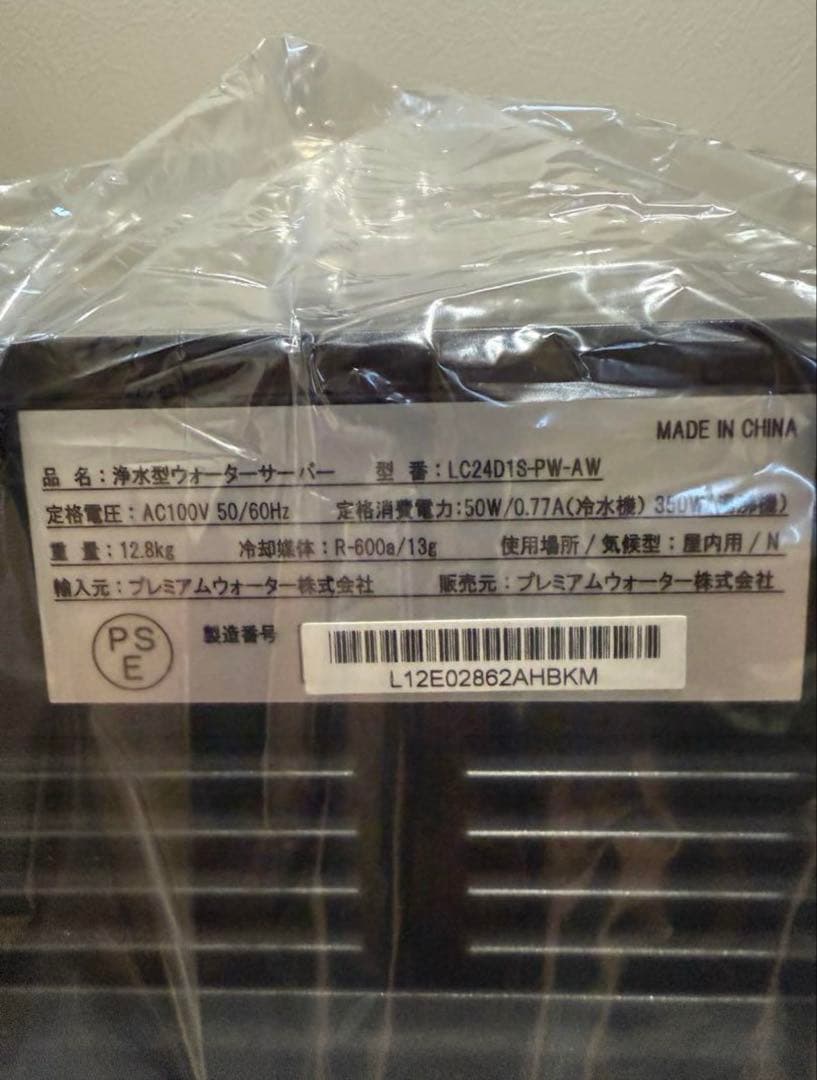 MADE IN CHINA
品 名：浄水型ウォーターサーバー 型 番：LC24D1S-PW-AW
定格電圧：AC100V 50/60Hz 定格消費電力:50W/0.77A(冷水機) 350W
重 量：12.8kg 冷却媒体：R-600a/13g 使用場所/気候型：屋内用/N
輸入元：プレミアムウォーター株式会社 販売元：プレミアムウォーター株式会社
PS
E
製造番号
L12E02862AHBKM